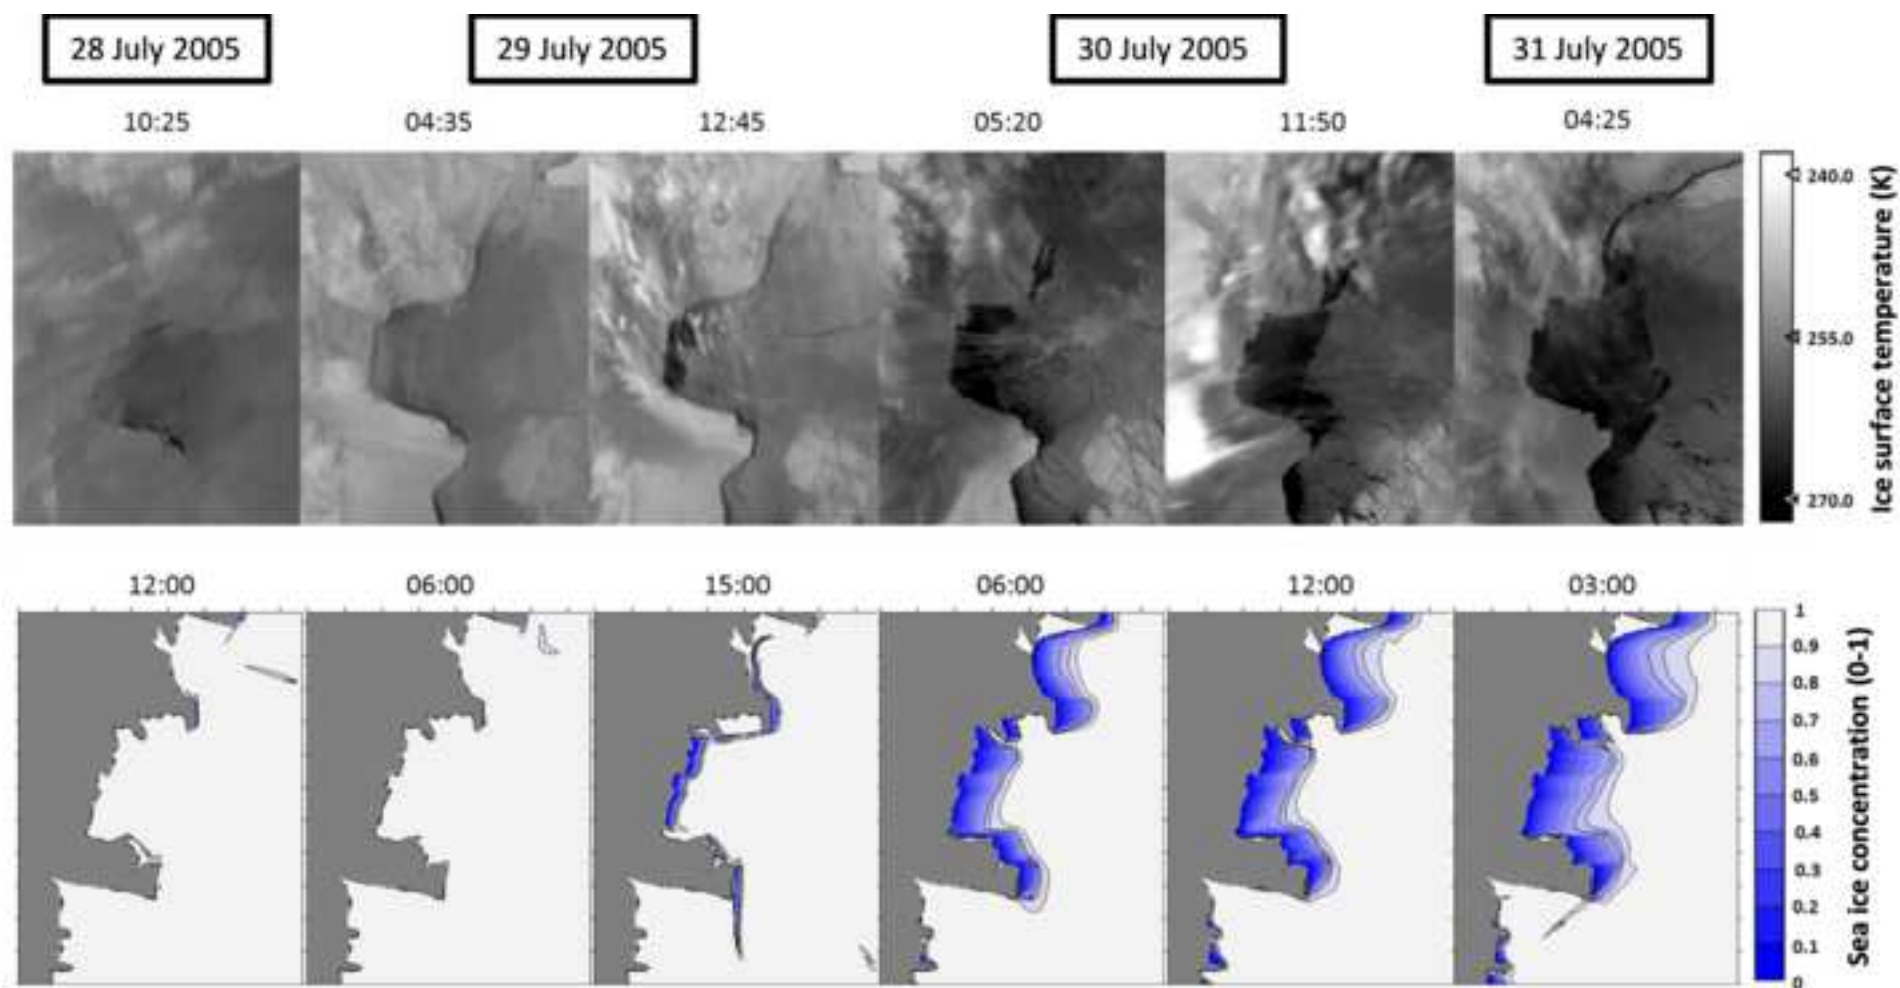 28 July 2005 29 July 2005 30 July 2005 31 July 2005
10:25 04:35 12:45 05:20 11:50 04:25
240.0
255.0
270.0
Ice surface temperature (K)
12:00 06:00 15:00 06:00 12:00 03:00
1
0.9
0.8
0.7
0.6
0.5
0.4
0.3
0.2
0.1
0
Sea ice concentration (0-1)